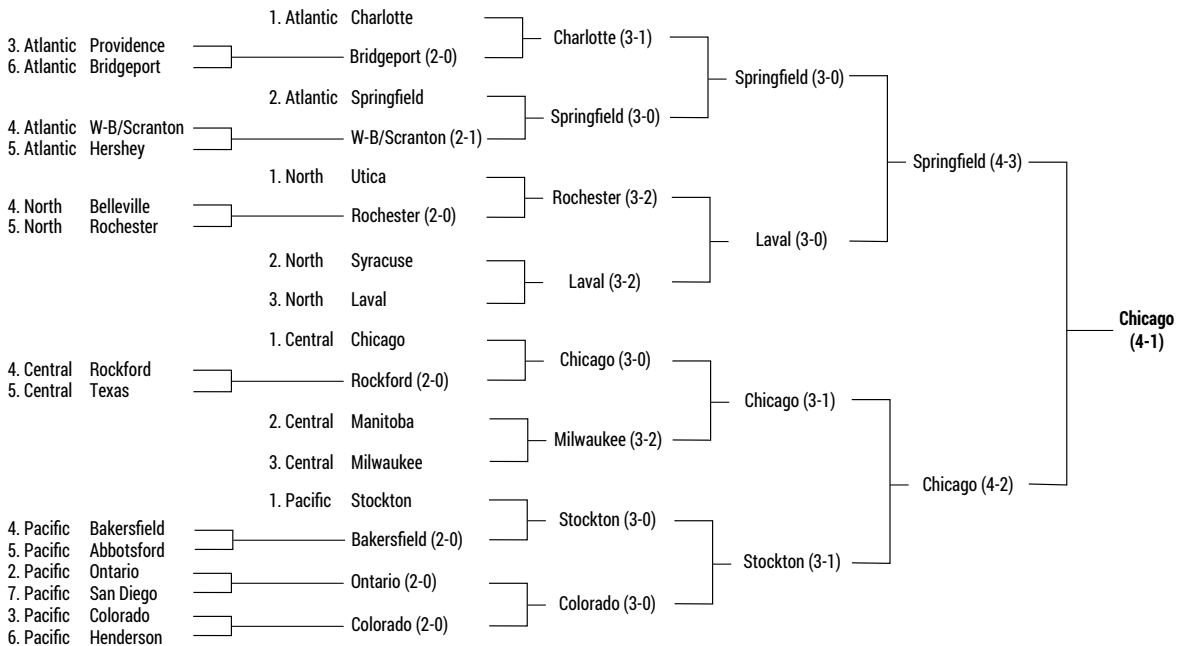 1. Atlantic Charlotte
3. Atlantic Providence
6. Atlantic Bridgeport
Bridgeport (2-0)
Charlotte (3-1)
2. Atlantic Springfield
4. Atlantic W-B/Scranton
5. Atlantic Hershey
W-B/Scranton (2-1)
Springfield (3-0)
Springfield (3-0)
1. North Utica
4. North Belleville
5. North Rochester
Rochester (2-0)
Rochester (3-2)
2. North Syracuse
3. North Laval
Laval (3-2)
Laval (3-0)
Springfield (4-3)
1. Central Chicago
4. Central Rockford
5. Central Texas
Rockford (2-0)
Chicago (3-0)
2. Central Manitoba
3. Central Milwaukee
Milwaukee (3-2)
Chicago (3-1)
1. Pacific Stockton
4. Pacific Bakersfield
5. Pacific Abbotsford
Bakersfield (2-0)
Stockton (3-0)
2. Pacific Ontario
7. Pacific San Diego
Ontario (2-0)
3. Pacific Colorado
6. Pacific Henderson
Colorado (2-0)
Colorado (3-0)
Stockton (3-1)
Chicago (4-2)
Chicago
(4-1)